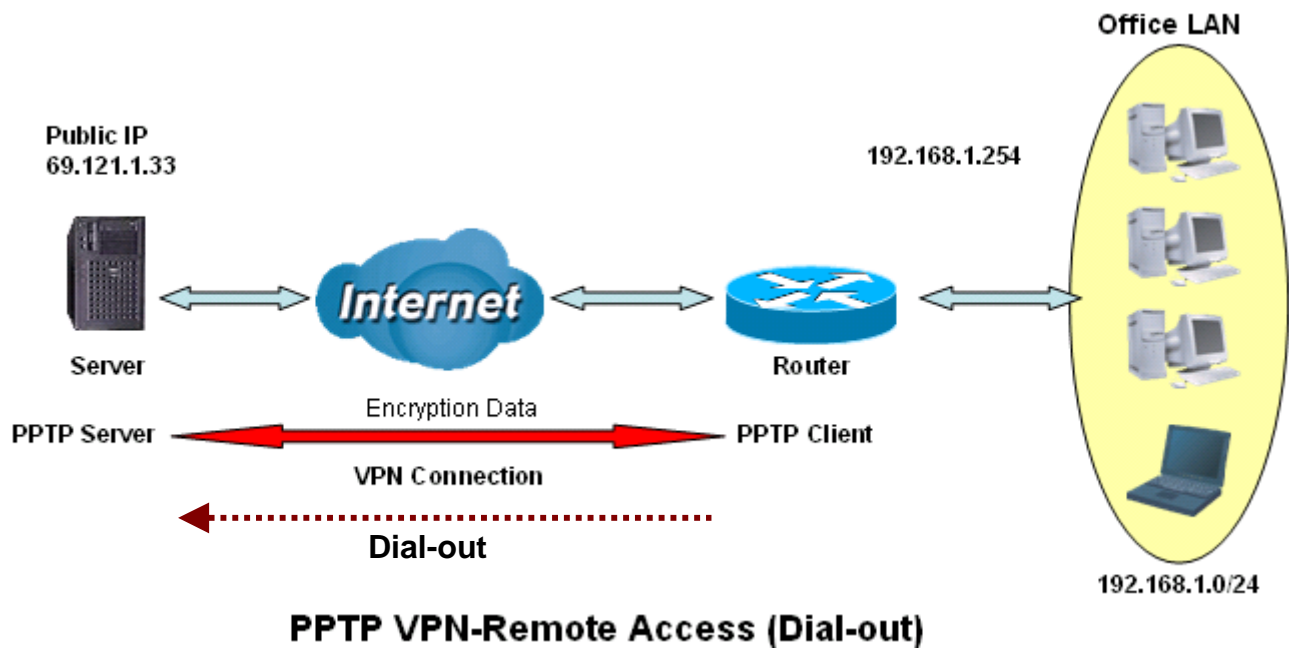 Office LAN
Public IP
69.121.1.33
192.168.1.254
Internet
Server
Router
Encryption Data
PPTP Server
PPTP Client
VPN Connection
Dial-out
192.168.1.0/24
PPTP VPN-Remote Access (Dial-out)